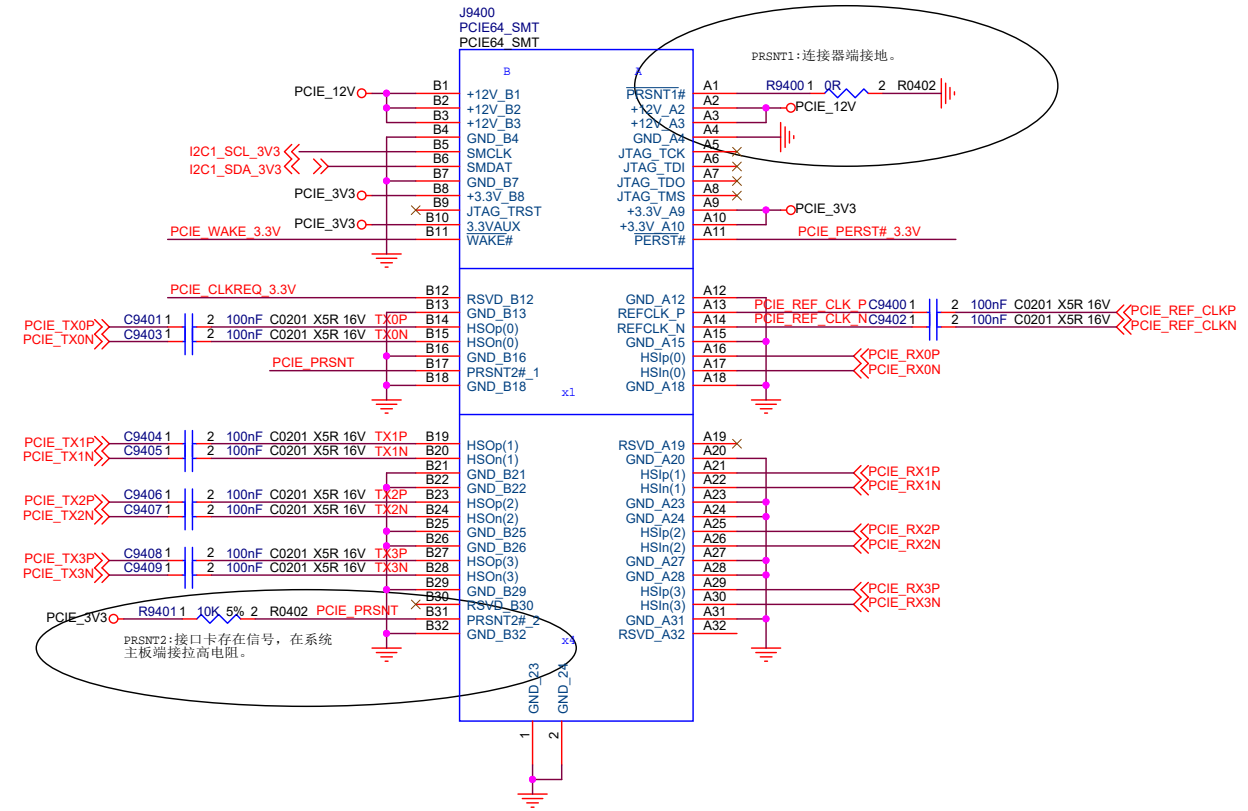 J9400
PCIE64_SMT
PCIE64_SMT
B
A
PRSNT1:连接器端接地。
PCIE_12V
B1
+12V_B1
PRSNT1#
A1
R9400 1 0R 2 R0402
B2
+12V_B2
+12V_A2
A2
PCIE_12V
B3
+12V_B3
+12V_A3
A3
B4
GND_B4
GND_A4
A4
I2C1_SCL_3V3
B5
SMCLK
JTAG_TCK
A5
I2C1_SDA_3V3
B6
SMDAT
JTAG_TDI
A6
B7
GND_B7
JTAG_TDO
A7
PCIE_3V3
B8
+3.3V_B8
JTAG_TMS
A8
B9
JTAG_TRST
+3.3V_A9
A9
PCIE_3V3
PCIE_3V3
B10
3.3VAUX
+3.3V_A10
A10
PCIE_WAKE_3.3V
B11
WAKE#
PERST#
A11
PCIE_PERST#_3.3V
PCIE_CLKREQ_3.3V
B12
RSVD_B12
GND_A12
A12
B13
GND_B13
REFCLK_P
A13
PCIE_REF_CLK_P C9400 1 2 100nF C0201 X5R 16V PCIE_REF_CLKP
PCIE_TX0P C9401 1 2 100nF C0201 X5R 16V TX0P
B14
HSOp(0)
REFCLK_N
A14
PCIE_REF_CLK_N C9402 1 2 100nF C0201 X5R 16V PCIE_REF_CLKN
PCIE_TX0N C9403 1 2 100nF C0201 X5R 16V TX0N
B15
HSOn(0)
GND_A15
A15
B16
GND_B16
HSIp(0)
A16
PCIE_RX0P
PCIE_PRSNT
B17
PRSNT2#_1
HSIn(0)
A17
PCIE_RX0N
B18
GND_B18
GND_A18
A18
x1
PCIE_TX1P C9404 1 2 100nF C0201 X5R 16V TX1P
B19
HSOp(1)
RSVD_A19
A19
PCIE_TX1N C9405 1 2 100nF C0201 X5R 16V TX1N
B20
HSOn(1)
GND_A20
A20
B21
GND_B21
HSIp(1)
A21
PCIE_RX1P
B22
GND_B22
HSIn(1)
A22
PCIE_RX1N
PCIE_TX2P C9406 1 2 100nF C0201 X5R 16V TX2P
B23
HSOp(2)
GND_A23
A23
PCIE_TX2N C9407 1 2 100nF C0201 X5R 16V TX2N
B24
HSOn(2)
GND_A24
A24
B25
GND_B25
HSIp(2)
A25
PCIE_RX2P
B26
GND_B26
HSIn(2)
A26
PCIE_RX2N
PCIE_TX3P C9408 1 2 100nF C0201 X5R 16V TX3P
B27
HSOp(3)
GND_A27
A27
PCIE_TX3N C9409 1 2 100nF C0201 X5R 16V TX3N
B28
HSOn(3)
GND_A28
A28
B29
GND_B29
HSIp(3)
A29
PCIE_RX3P
B30
RSVD_B30
HSIn(3)
A30
PCIE_RX3N
PCIE_3V3 R9401 1 10K 5% 2 R0402 PCIE_PRSNT
B31
PRSNT2#_2
GND_A31
A31
B32
GND_B32
RSVD_A32
A32
x4
PRSNT2:接口卡存在信号，在系统
主板端接拉高电阻。
GND_23
GND_24
1
2